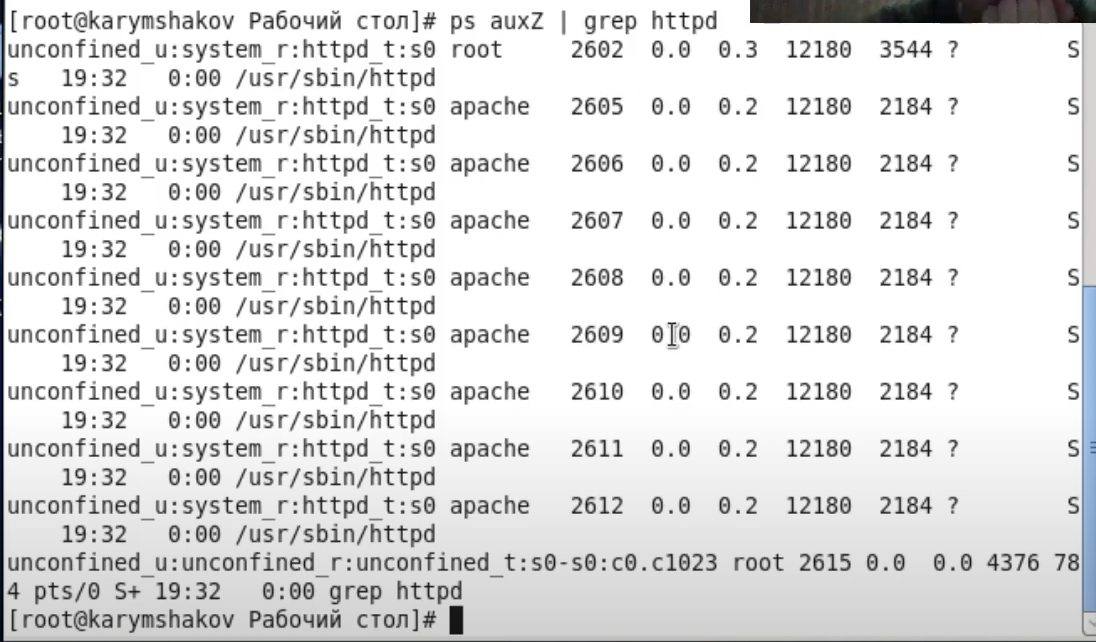 [root@karymshakov Рабочий стол]# ps auxZ | grep httpd
unconfined_u:system_r:httpd_t:s0 root     2602  0.0  0.3  12180  3544 ?        S
s   19:32   0:00 /usr/sbin/httpd
unconfined_u:system_r:httpd_t:s0 apache   2605  0.0  0.2  12180  2184 ?        S
    19:32   0:00 /usr/sbin/httpd
unconfined_u:system_r:httpd_t:s0 apache   2606  0.0  0.2  12180  2184 ?        S
    19:32   0:00 /usr/sbin/httpd
unconfined_u:system_r:httpd_t:s0 apache   2607  0.0  0.2  12180  2184 ?        S
    19:32   0:00 /usr/sbin/httpd
unconfined_u:system_r:httpd_t:s0 apache   2608  0.0  0.2  12180  2184 ?        S
    19:32   0:00 /usr/sbin/httpd
unconfined_u:system_r:httpd_t:s0 apache   2609  0.0  0.2  12180  2184 ?        S
    19:32   0:00 /usr/sbin/httpd
unconfined_u:system_r:httpd_t:s0 apache   2610  0.0  0.2  12180  2184 ?        S
    19:32   0:00 /usr/sbin/httpd
unconfined_u:system_r:httpd_t:s0 apache   2611  0.0  0.2  12180  2184 ?        S
    19:32   0:00 /usr/sbin/httpd
unconfined_u:system_r:httpd_t:s0 apache   2612  0.0  0.2  12180  2184 ?        S
    19:32   0:00 /usr/sbin/httpd
unconfined_u:unconfined_r:unconfined_t:s0-s0:c0.c1023 root 2615 0.0  0.0 4376 78
4 pts/0 S+ 19:32   0:00 grep httpd
[root@karymshakov Рабочий стол]#